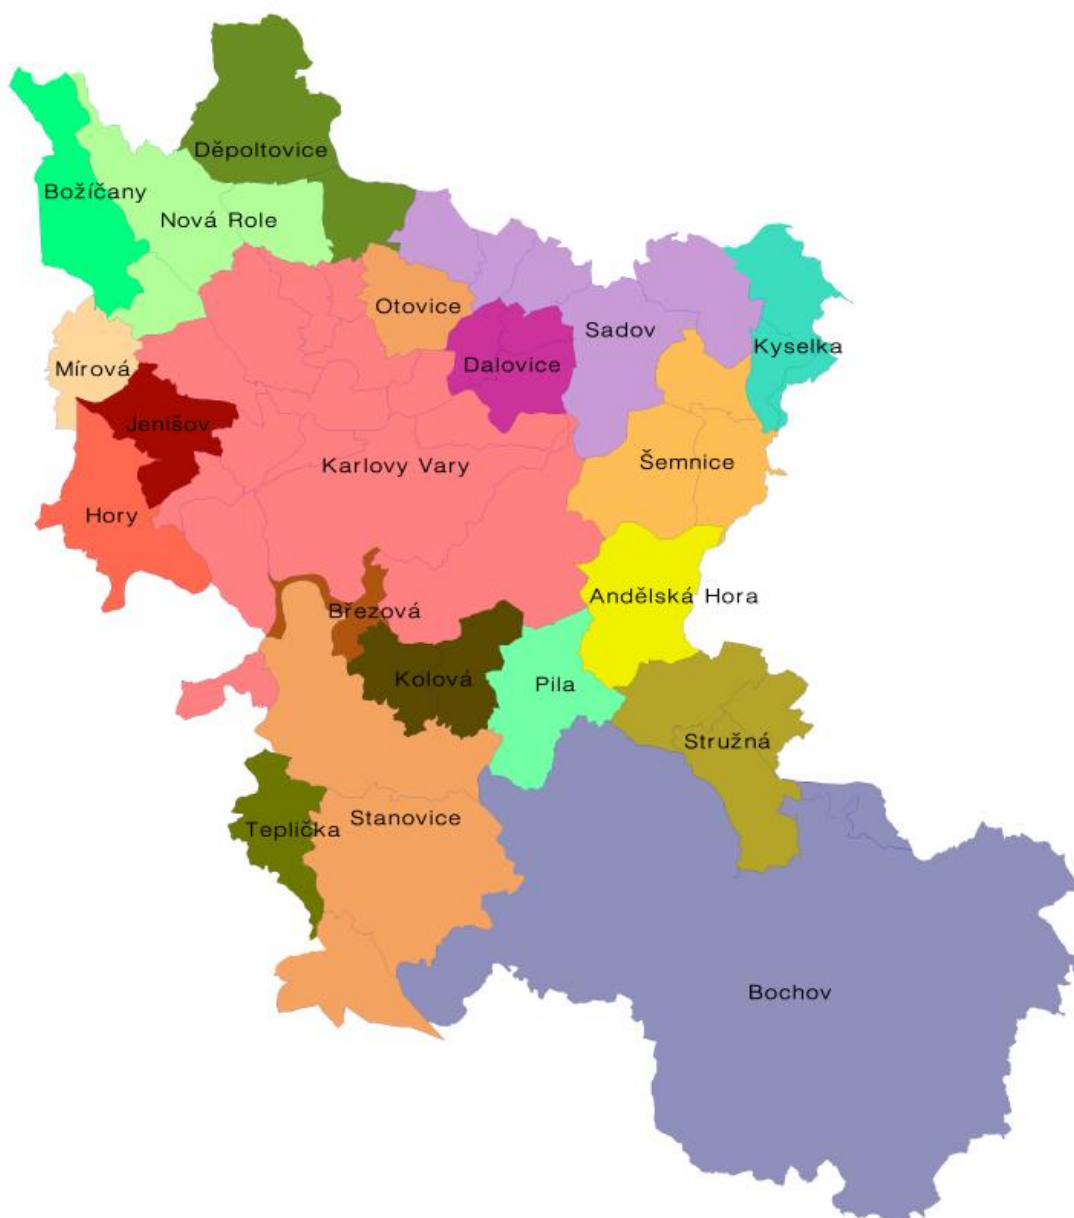 Děpoltovice
Božíčany
Nová Role
Otovice
Sadov
Kyselka
Mírová
Dalovice
Jenišov
Karlovy Vary
Šemnice
Hory
Andělská Hora
Březová
Kolová
Pila
Stružná
Stanovice
Teplička
Bochov